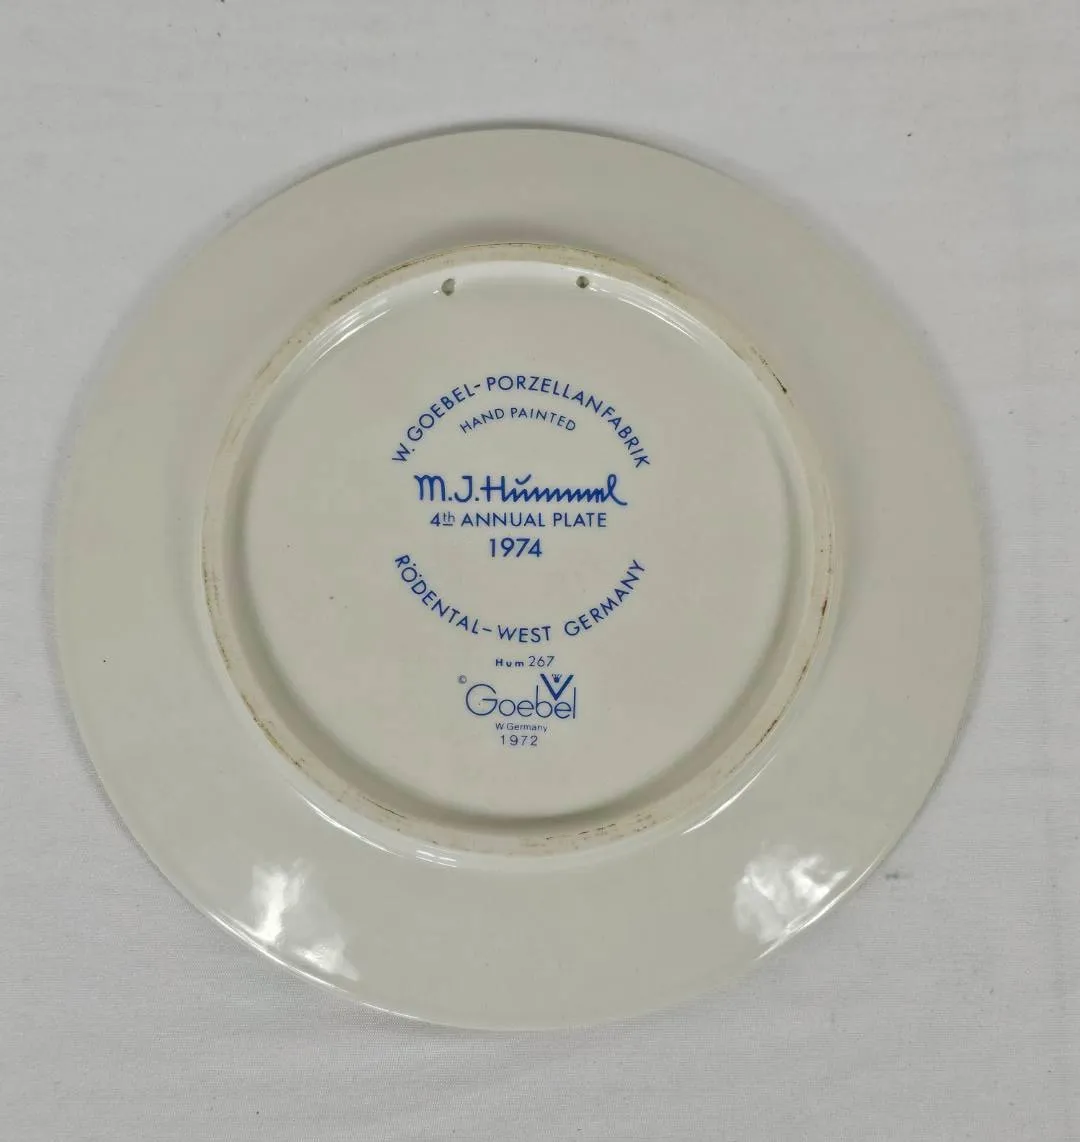 W. GOEBEL-PORZELLANFABRIK
HAND PAINTED
M.J.Hummel
4th ANNUAL PLATE
1974
RÖDENTAL-WEST GERMANY
Hum 267
© Goebel
W.Germany
1972